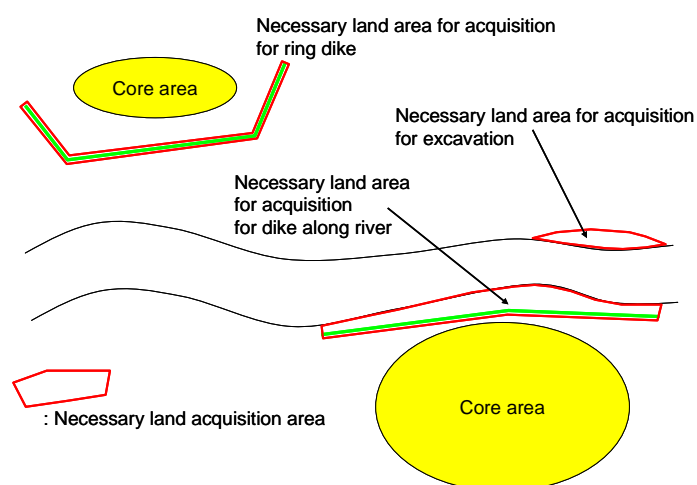 Necessary land area for acquisition
for ring dike
Core area
Necessary land area for acquisition
for excavation
Necessary land area
for acquisition
for dike along river
Core area
: Necessary land acquisition area